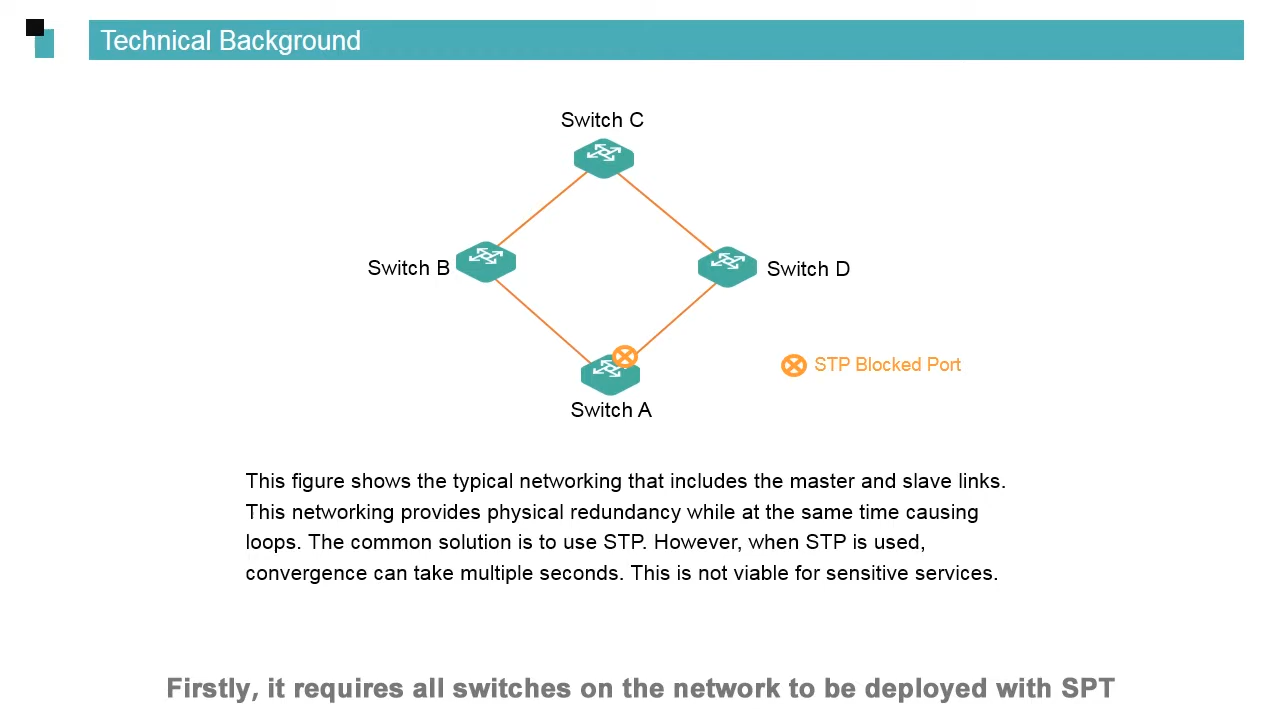 Technical Background
Switch C
Switch B
Switch D
STP Blocked Port
Switch A
This figure shows the typical networking that includes the master and slave links.
This networking provides physical redundancy while at the same time causing
loops. The common solution is to use STP. However, when STP is used,
convergence can take multiple seconds. This is not viable for sensitive services.
Firstly, it requires all switches on the network to be deployed with SPT